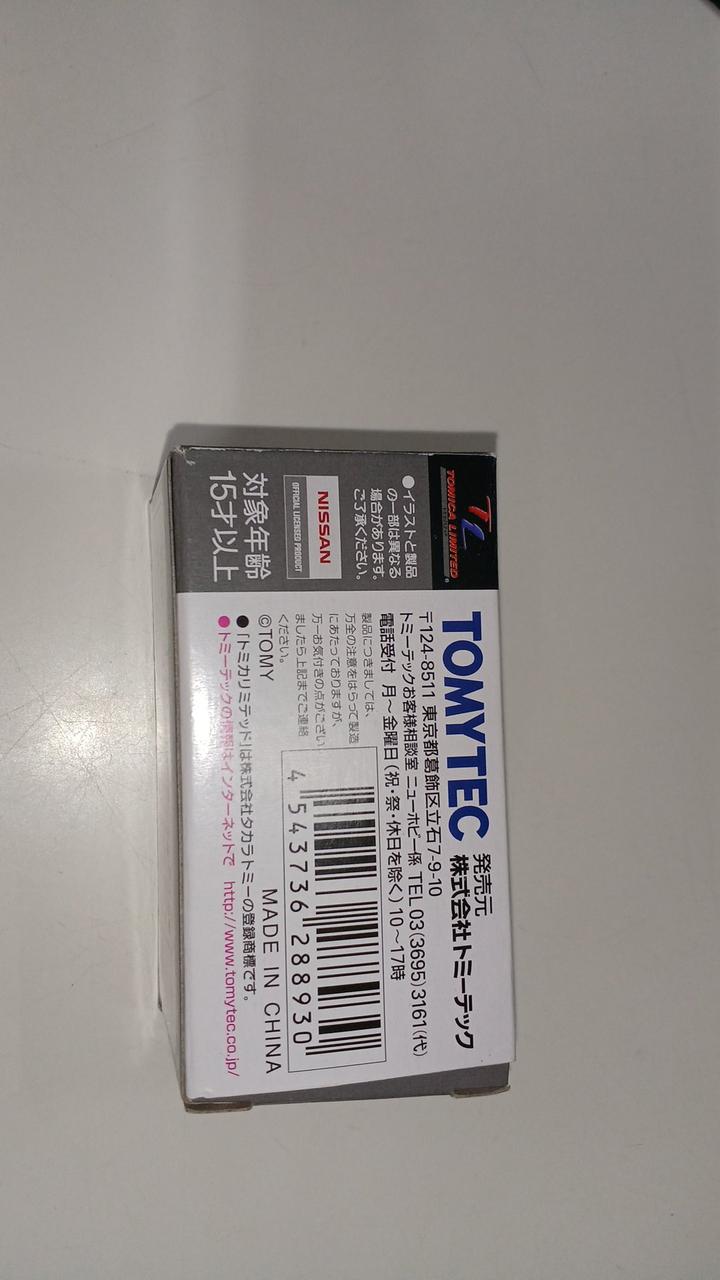 TL
TOMICA LIMITED
●イラストと製品
の一部は異なる
場合があります。
ご了承ください。
NISSAN
OFFICIAL LICENSED PRODUCT
対象年齢
15才以上
TOMYTEC 発売元 株式会社トミーテック
〒124-8511 東京都葛飾区立石7-9-10
トミーテックお客様相談室 ニューホビー係 TEL 03(3695)3161(代)
電話受付 月〜金曜日(祝・祭・休日を除く)10〜17時
製品につきましては、
万全の注意をはらって製造
にあたっておりますが、
万一お気付きの点がござい
ましたら上記までご連絡
ください。
4 543736 288930
©TOMY
MADE IN CHINA
●「トミカリミテッド」は株式会社タカラトミーの登録商標です。
●トミーテックの情報はインターネットで http://www.tomytec.co.jp/